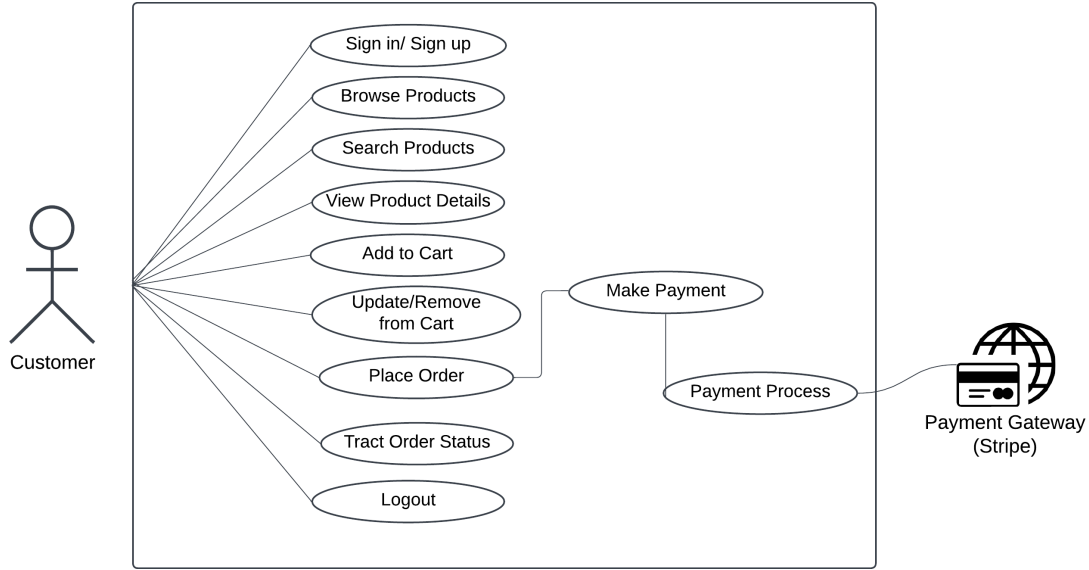 Sign in/ Sign up
Browse Products
Search Products
View Product Details
Add to Cart
Update/Remove
from Cart
Make Payment
Place Order
Payment Process
Customer
Payment Gateway
(Stripe)
Tract Order Status
Logout